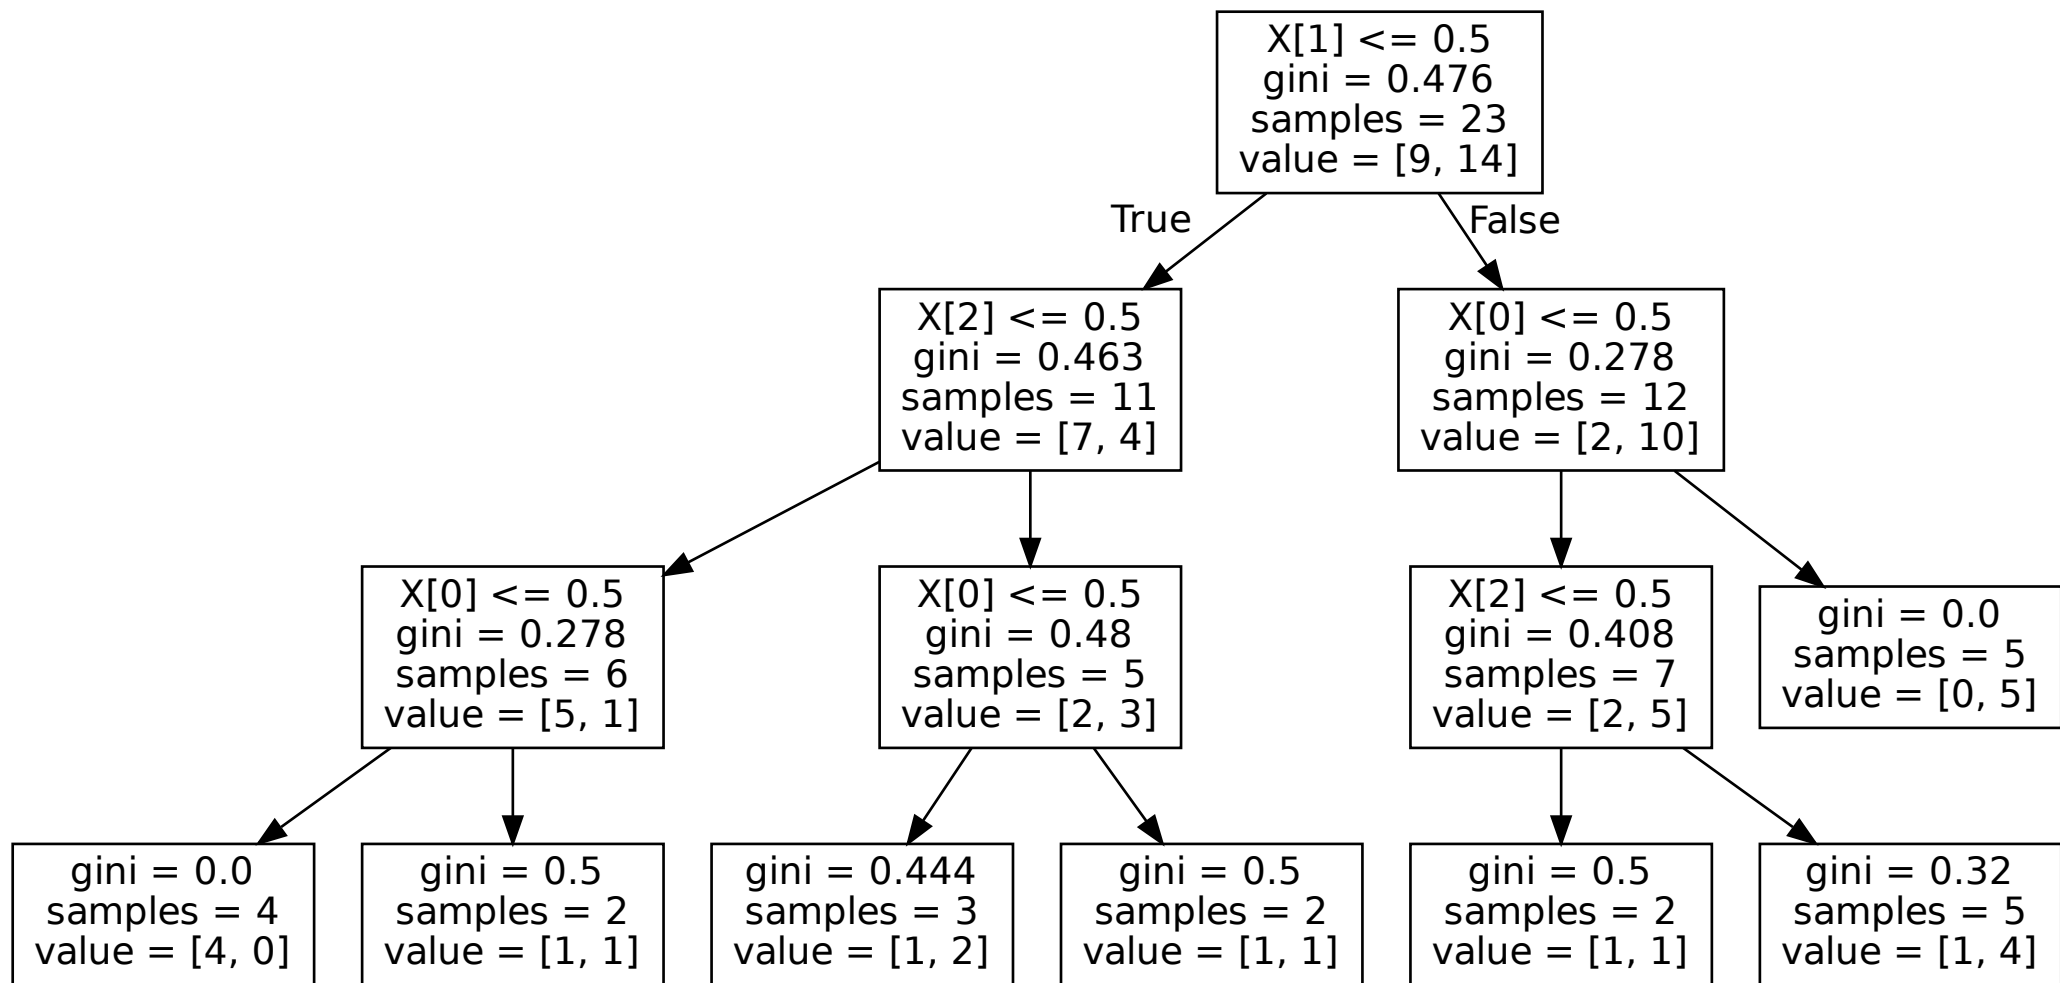 X[1] <= 0.5
gini = 0.476
samples = 23
value = [9, 14]
True
False
X[2] <= 0.5
gini = 0.463
samples = 11
value = [7, 4]
X[0] <= 0.5
gini = 0.278
samples = 12
value = [2, 10]
X[0] <= 0.5
gini = 0.278
samples = 6
value = [5, 1]
X[0] <= 0.5
gini = 0.48
samples = 5
value = [2, 3]
X[2] <= 0.5
gini = 0.408
samples = 7
value = [2, 5]
gini = 0.0
samples = 5
value = [0, 5]
gini = 0.0
samples = 4
value = [4, 0]
gini = 0.5
samples = 2
value = [1, 1]
gini = 0.444
samples = 3
value = [1, 2]
gini = 0.5
samples = 2
value = [1, 1]
gini = 0.5
samples = 2
value = [1, 1]
gini = 0.32
samples = 5
value = [1, 4]